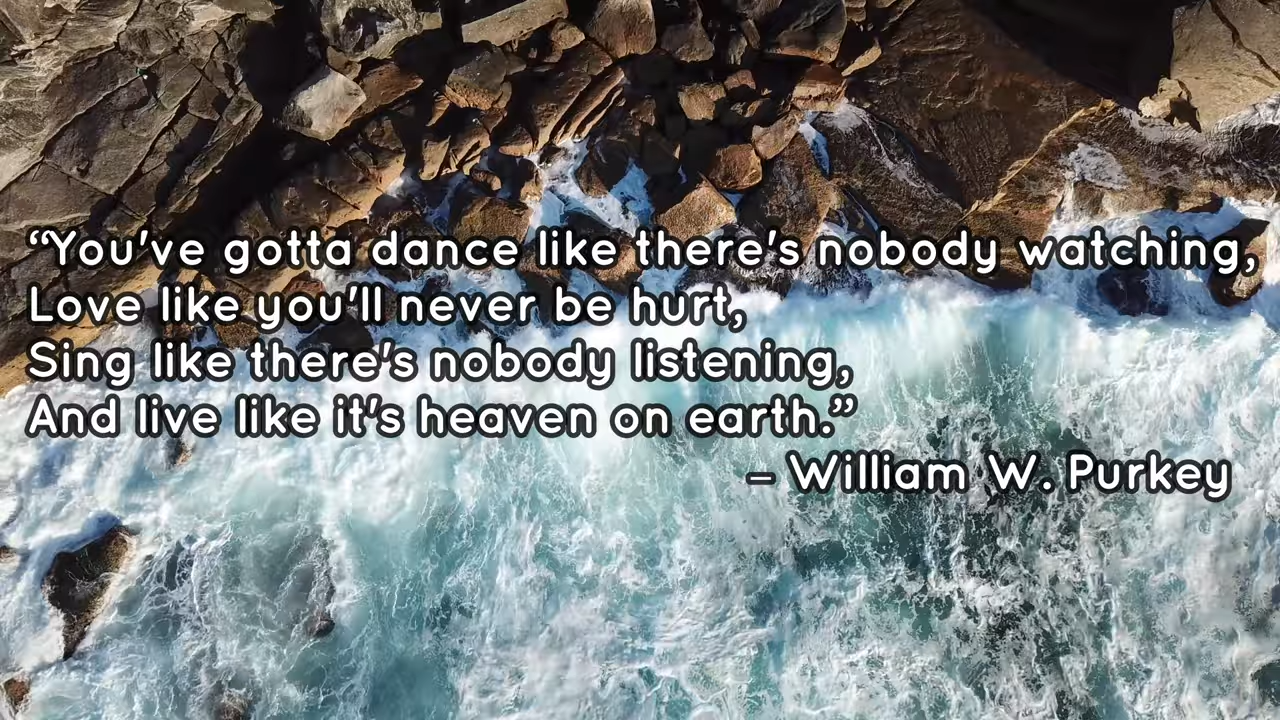 “You've gotta dance like there's nobody watching,
Love like you'll never be hurt,
Sing like there's nobody listening,
And live like it's heaven on earth.”
– William W. Purkey